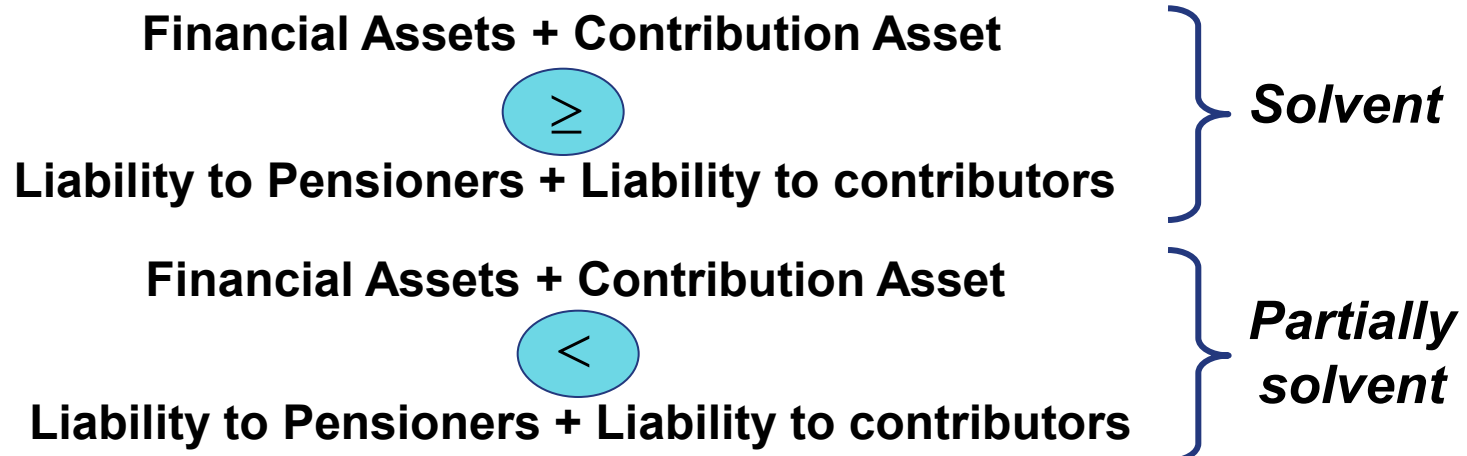 Financial Assets + Contribution Asset
≥
Solvent
Liability to Pensioners + Liability to contributors
Financial Assets + Contribution Asset
<
Partially
solvent
Liability to Pensioners + Liability to contributors